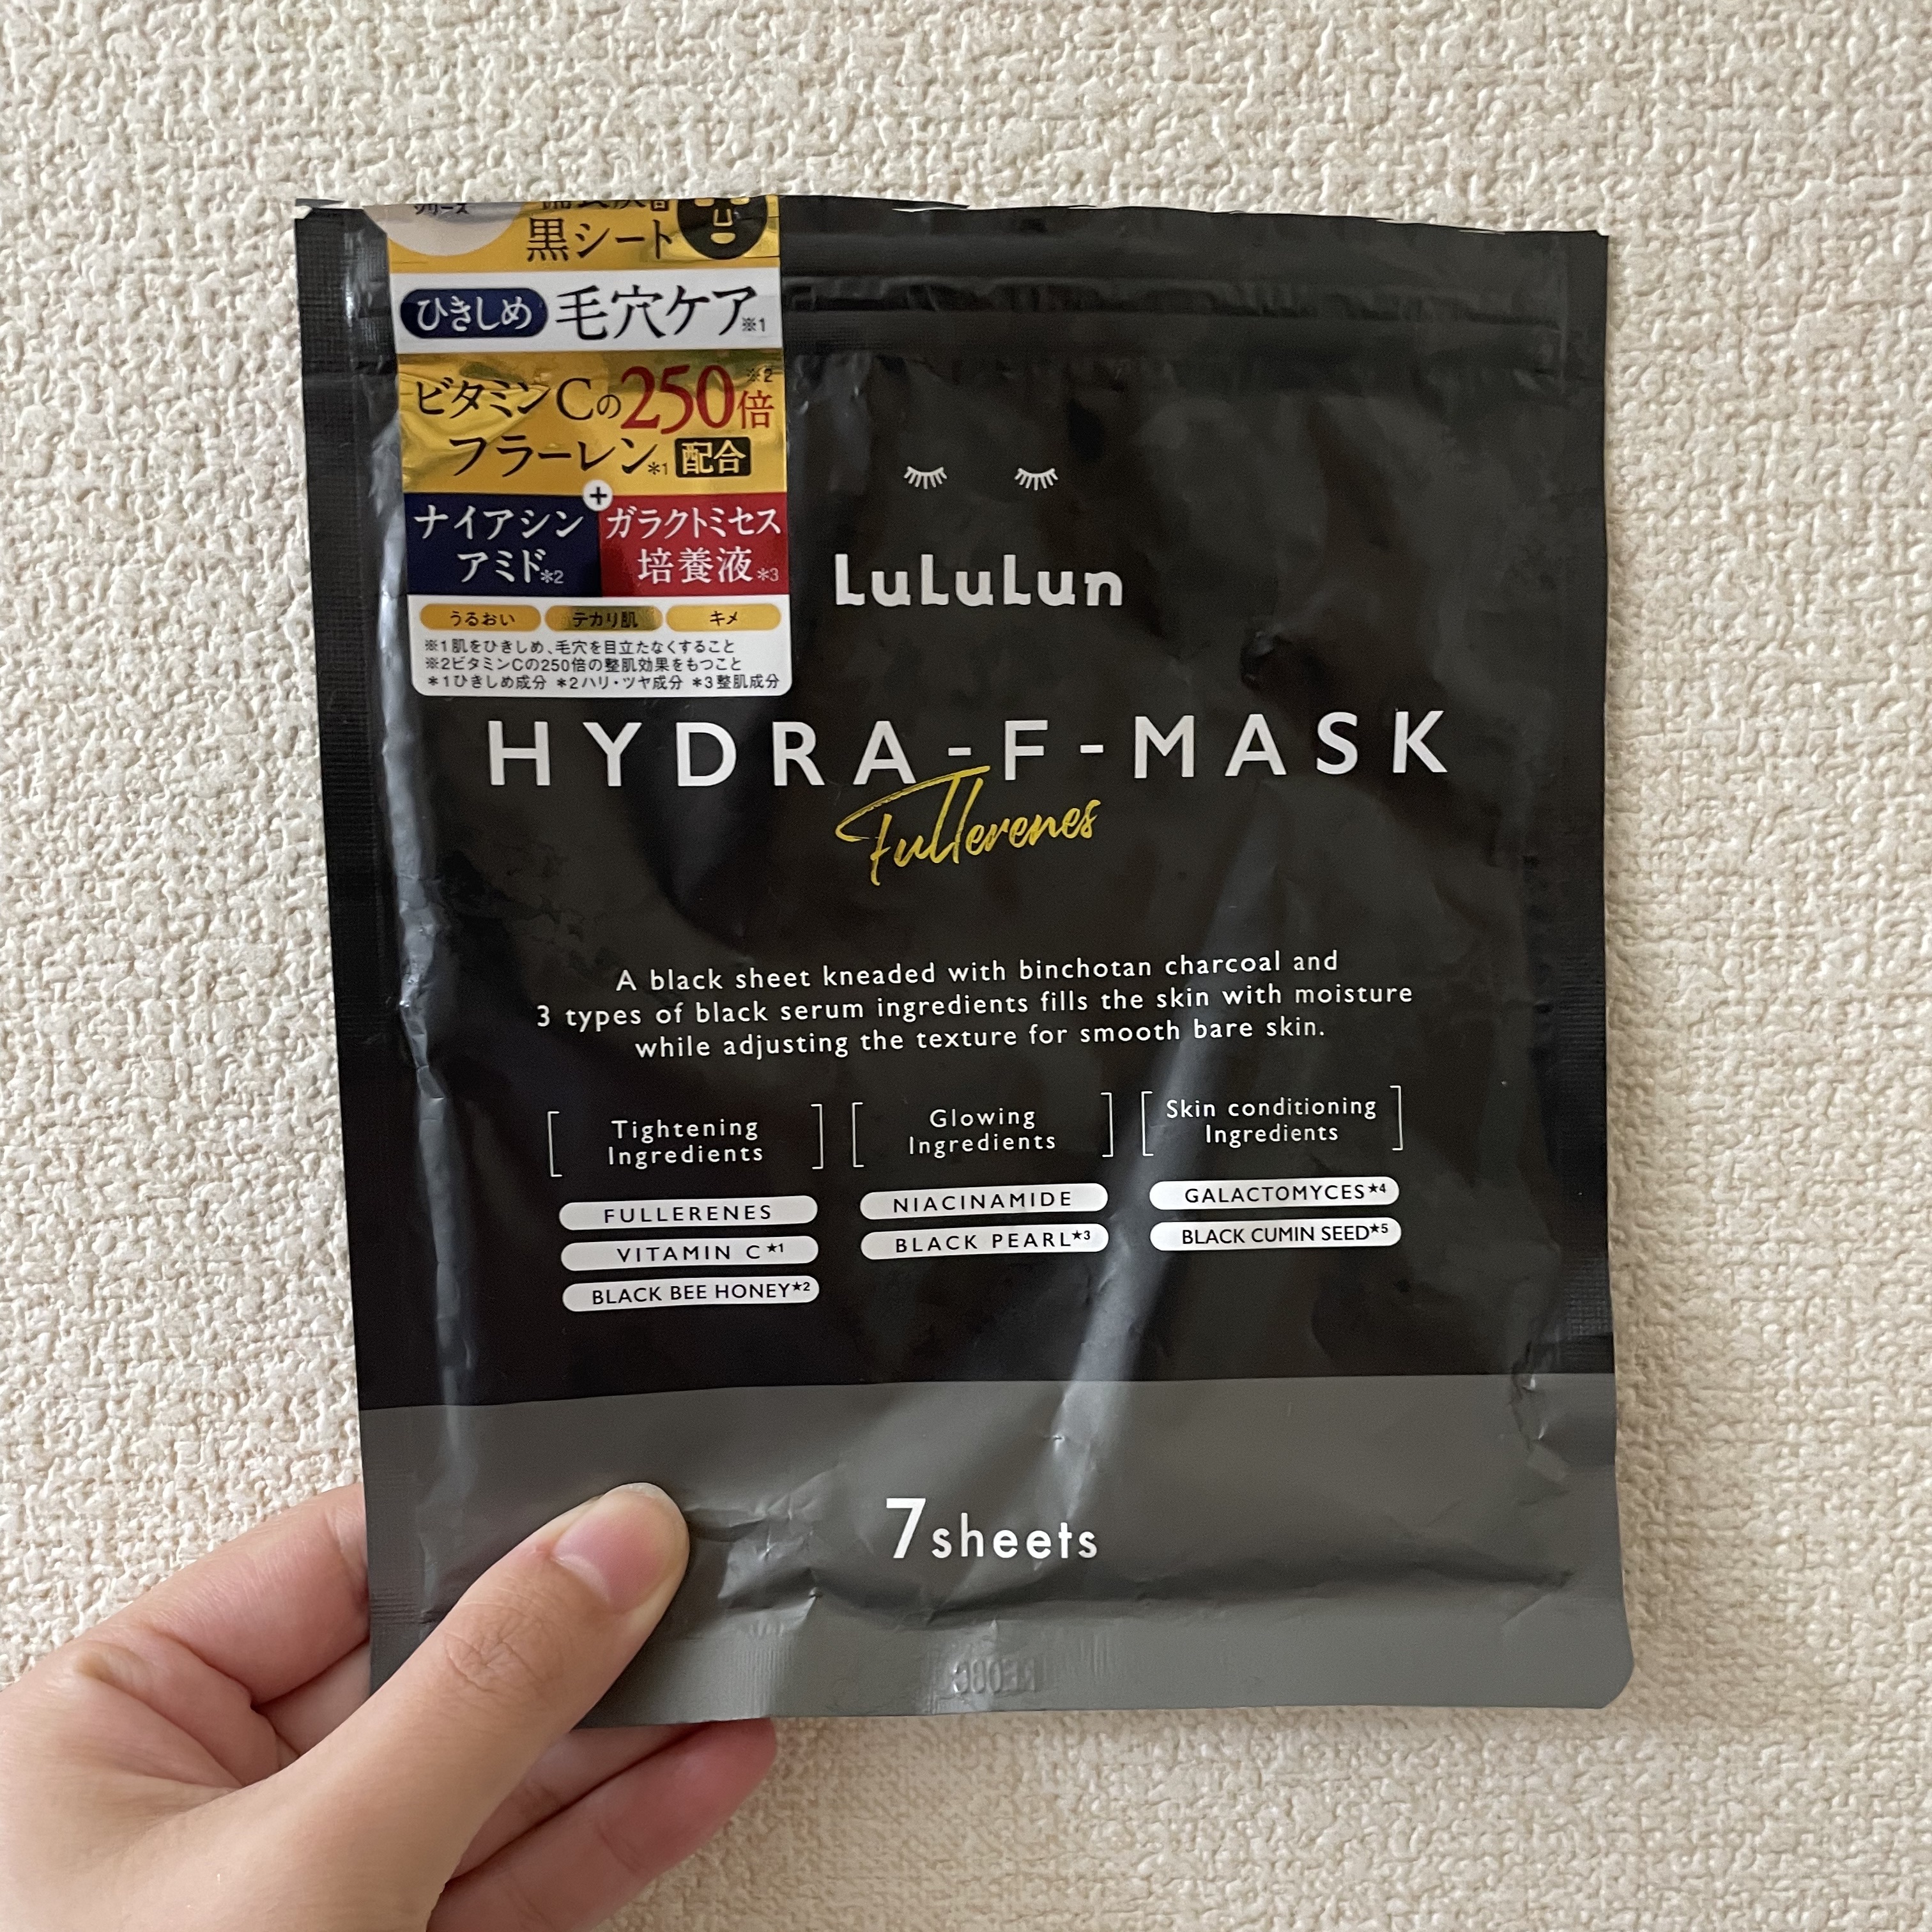 シリーズ
黒シート
ひきしめ 毛穴ケア※1
ビタミンCの250倍※2
フラーレン*1 配合
+
ナイアシン
アミド*2
ガラクトミセス
培養液*3
うるおい テカリ肌 キメ
※1肌をひきしめ、毛穴を目立たなくすること
※2ビタミンCの250倍の整肌効果をもつこと
*1ひきしめ成分 *2ハリ・ツヤ成分 *3整肌成分
LuLuLun
HYDRA-F-MASK
Fullerenes
A black sheet kneaded with binchotan charcoal and
3 types of black serum ingredients fills the skin with moisture
while adjusting the texture for smooth bare skin.
Tightening
Ingredients
FULLERENES
VITAMIN C★1
BLACK BEE HONEY★2
Glowing
Ingredients
NIACINAMIDE
BLACK PEARL★3
Skin conditioning
Ingredients
GALACTOMYCES★4
BLACK CUMIN SEED★5
7sheets